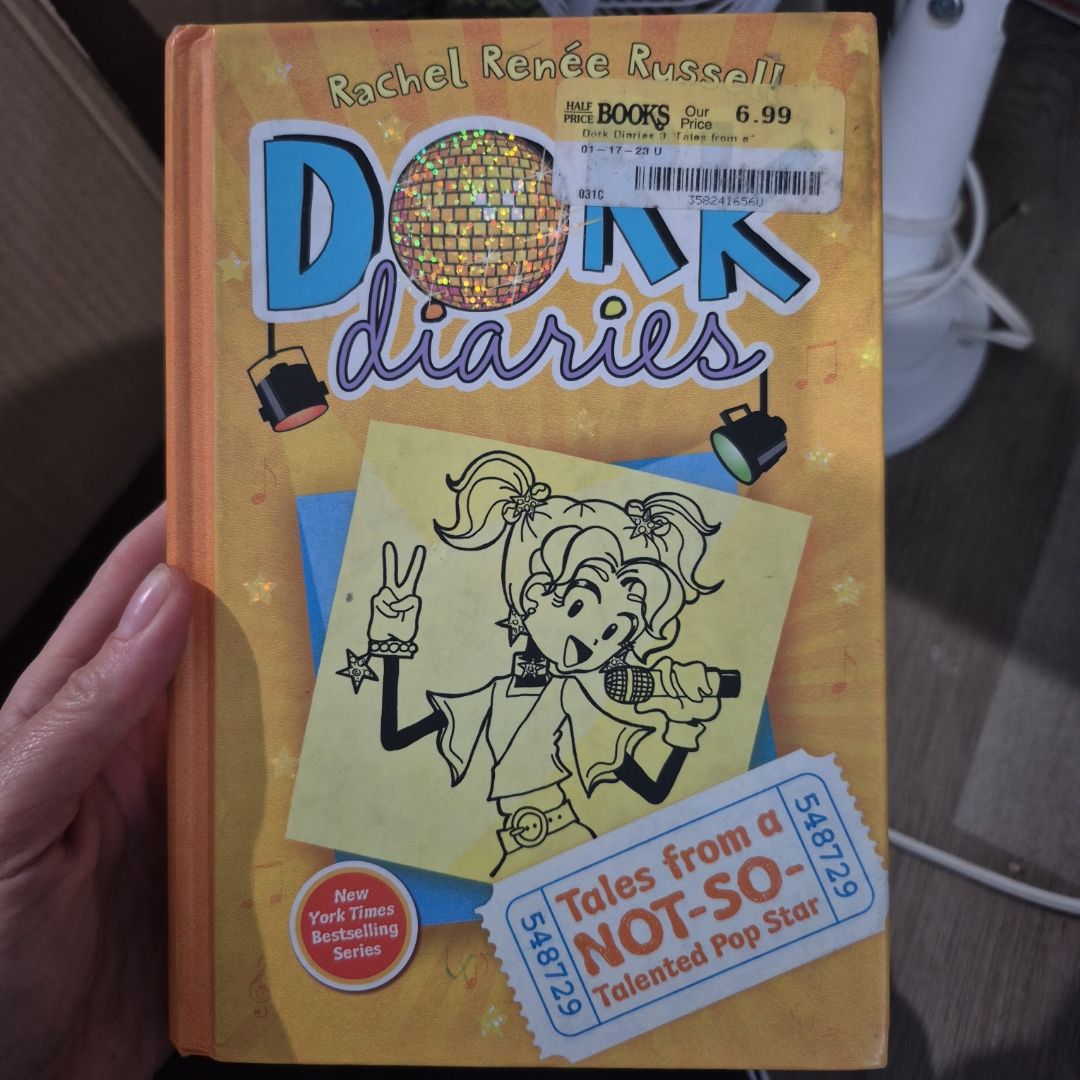 Rachel Renée Russell
HALF PRICE BOOKS Our Price 6.99
Dork Diaries 3 "Tales from a"
01-17-23 U
031C
358241656U
DORK
diaries
New
York Times
Bestselling
Series
548729
Tales from a
NOT-SO-
Talented Pop Star
548729